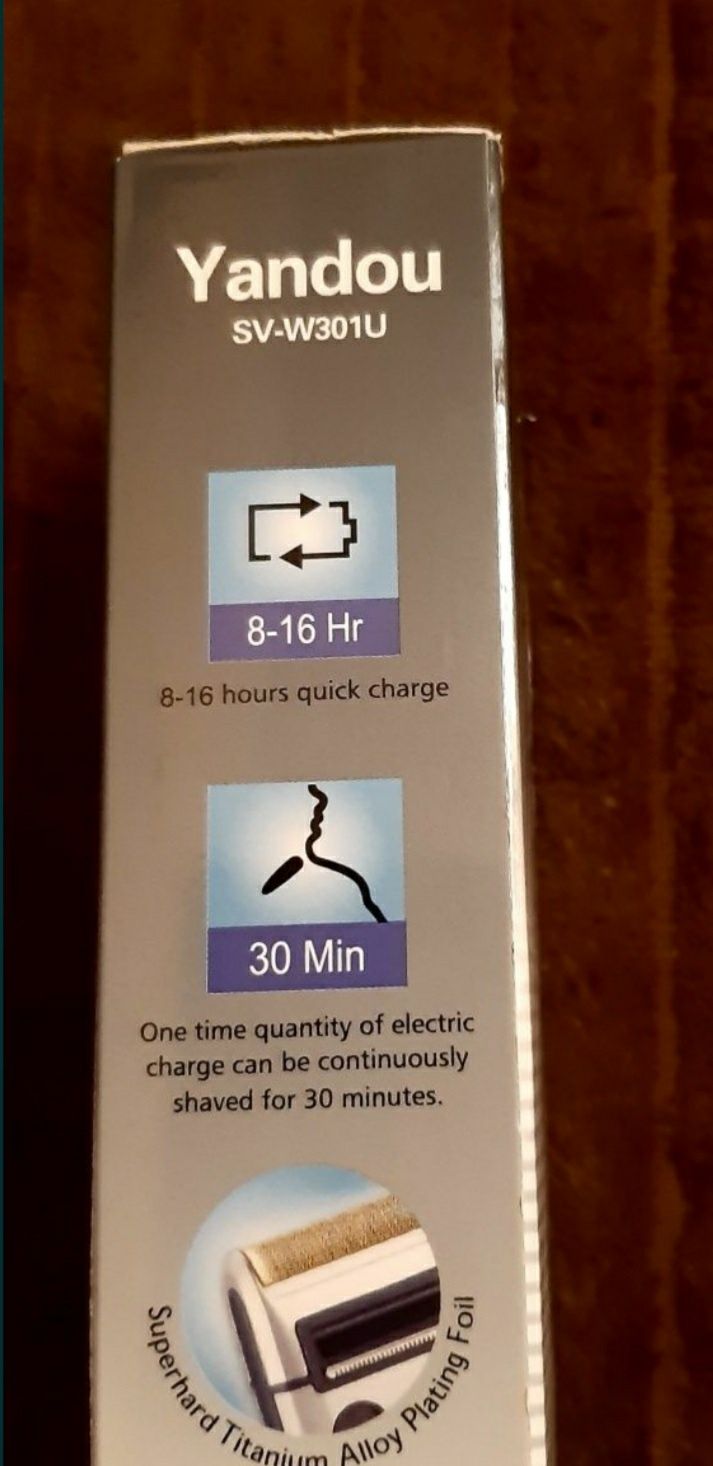 Yandou
SV-W301U
8-16 Hr
8-16 hours quick charge
30 Min
One time quantity of electric
charge can be continuously
shaved for 30 minutes.
Superhard Titanium Alloy Plating Foil